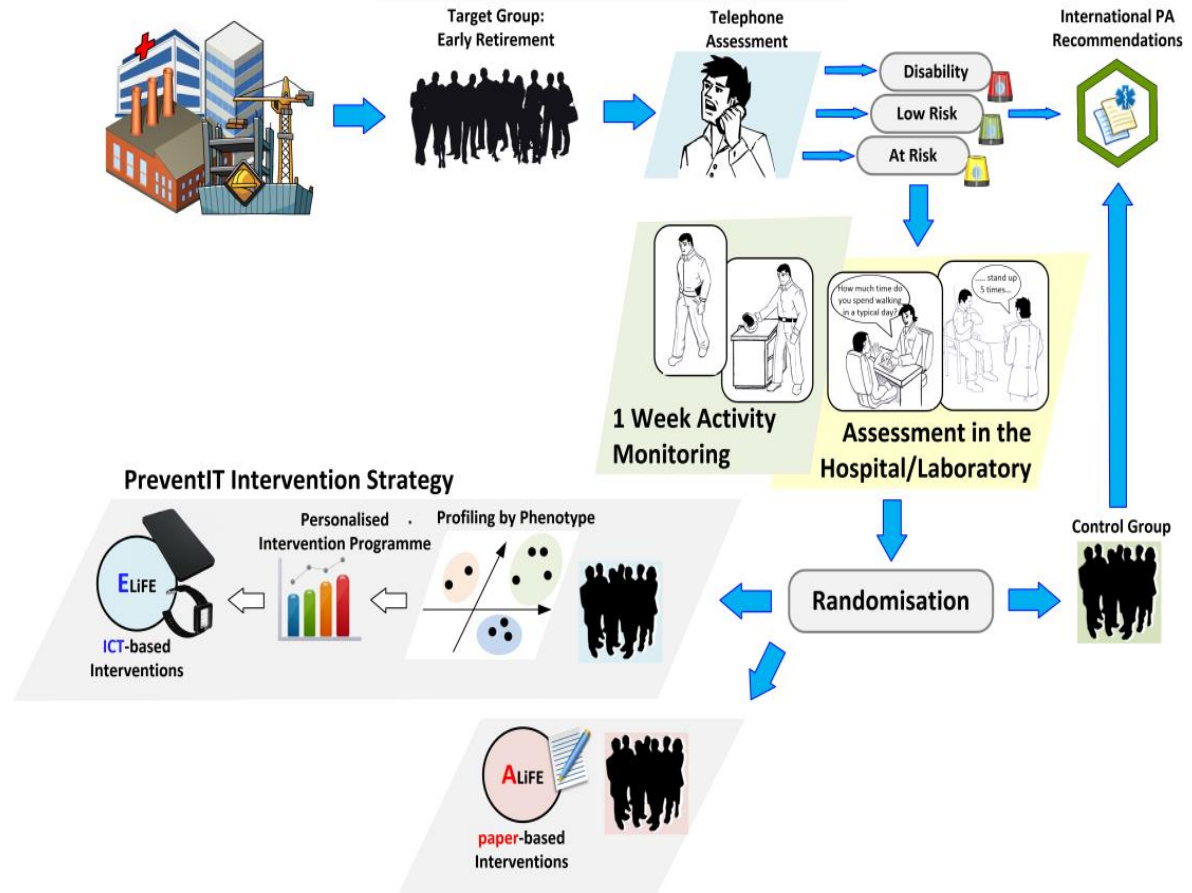 Target Group:
Early Retirement
Telephone
Assessment
International PA
Recommendations
Disability
Low Risk
At Risk
How much time do
you spend walking
in a typical day?
..... stand up
5 times...
1 Week Activity
Monitoring
Assessment in the
Hospital/Laboratory
PreventIT Intervention Strategy
Personalised
Intervention Programme
Profiling by Phenotype
ELiFE
ICT-based
Interventions
Randomisation
Control Group
ALiFE
paper-based
Interventions